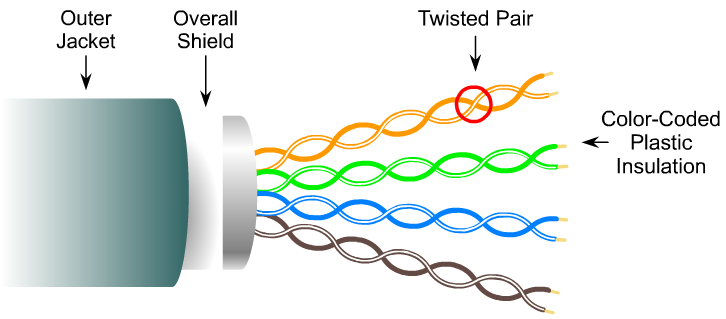 Outer
Jacket
Overall
Shield
Twisted Pair
Color-Coded
Plastic
Insulation